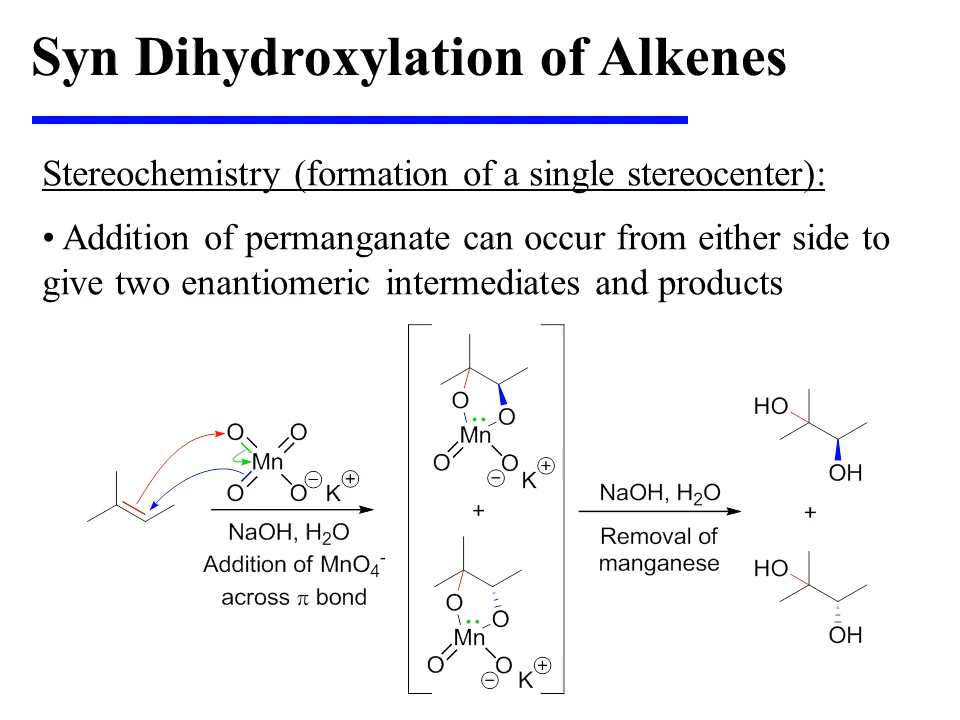 Syn Dihydroxylation of Alkenes
Stereochemistry (formation of a single stereocenter):
• Addition of permanganate can occur from either side to
give two enantiomeric intermediates and products
O O
Mn
O O − K +
NaOH, H2O
Addition of MnO4-
across π bond
O
O
Mn
O O − K +
+
O
O
Mn
O O − K +
NaOH, H2O
Removal of
manganese
HO
OH
+
HO
OH